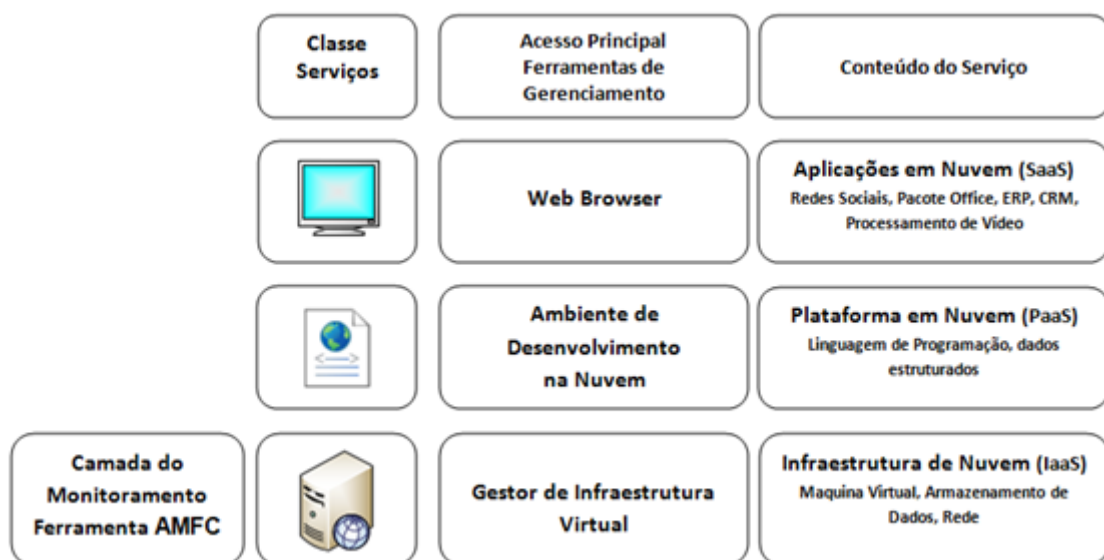 Classe
Serviços
Acesso Principal
Ferramentas de
Gerenciamento
Conteúdo do Serviço
Web Browser
Aplicações em Nuvem (SaaS)
Redes Sociais, Pacote Office, ERP, CRM,
Processamento de Vídeo
Ambiente de
Desenvolvimento
na Nuvem
Plataforma em Nuvem (PaaS)
Linguagem de Programação, dados
estruturados
Camada do
Monitoramento
Ferramenta AMFC
Gestor de Infraestrutura
Virtual
Infraestrutura de Nuvem (IaaS)
Maquina Virtual, Armazenamento de
Dados, Rede